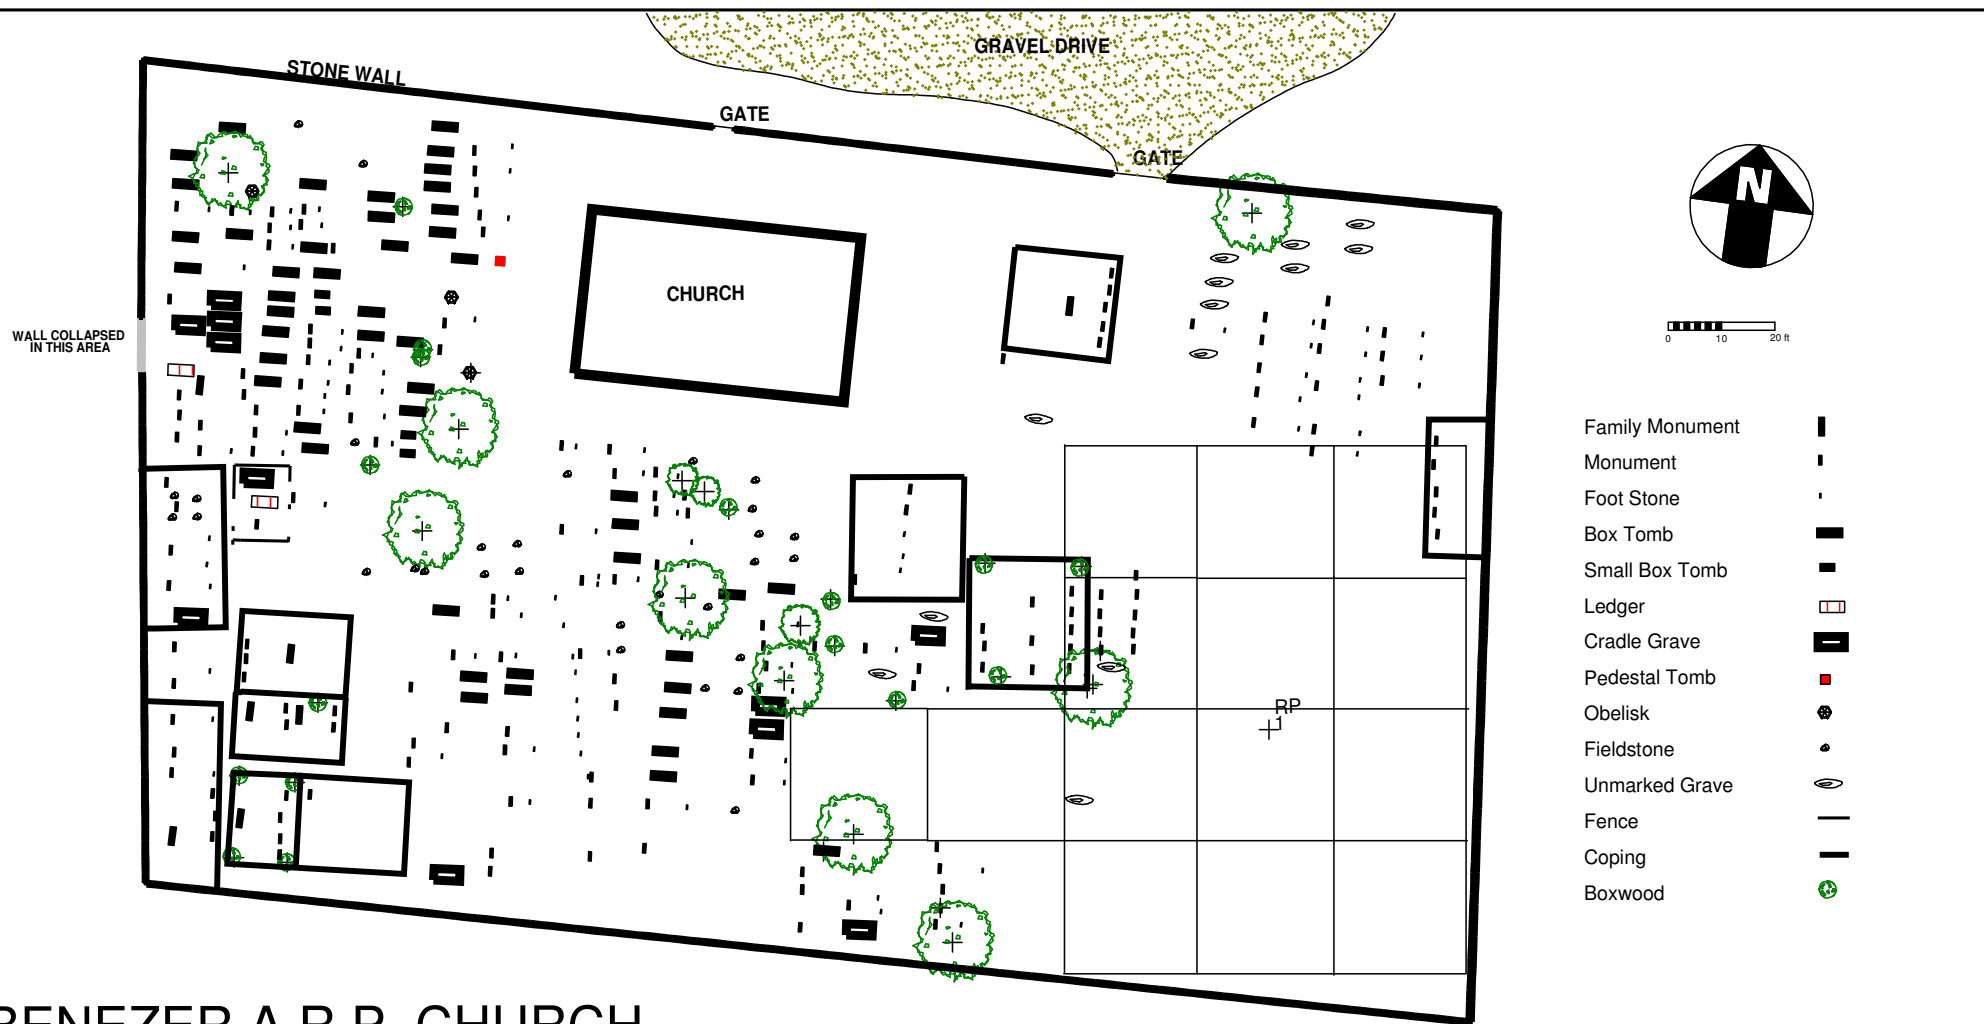 GRAVEL DRIVE
STONE WALL
GATE
GATE
N
CHURCH
WALL COLLAPSED
IN THIS AREA
0 10 20 ft
Family Monument
Monument
Foot Stone
Box Tomb
Small Box Tomb
Ledger
Cradle Grave
Pedestal Tomb
Obelisk
Fieldstone
Unmarked Grave
Fence
Coping
Boxwood
RP
1
BENEZER A.R.P. CHURCH